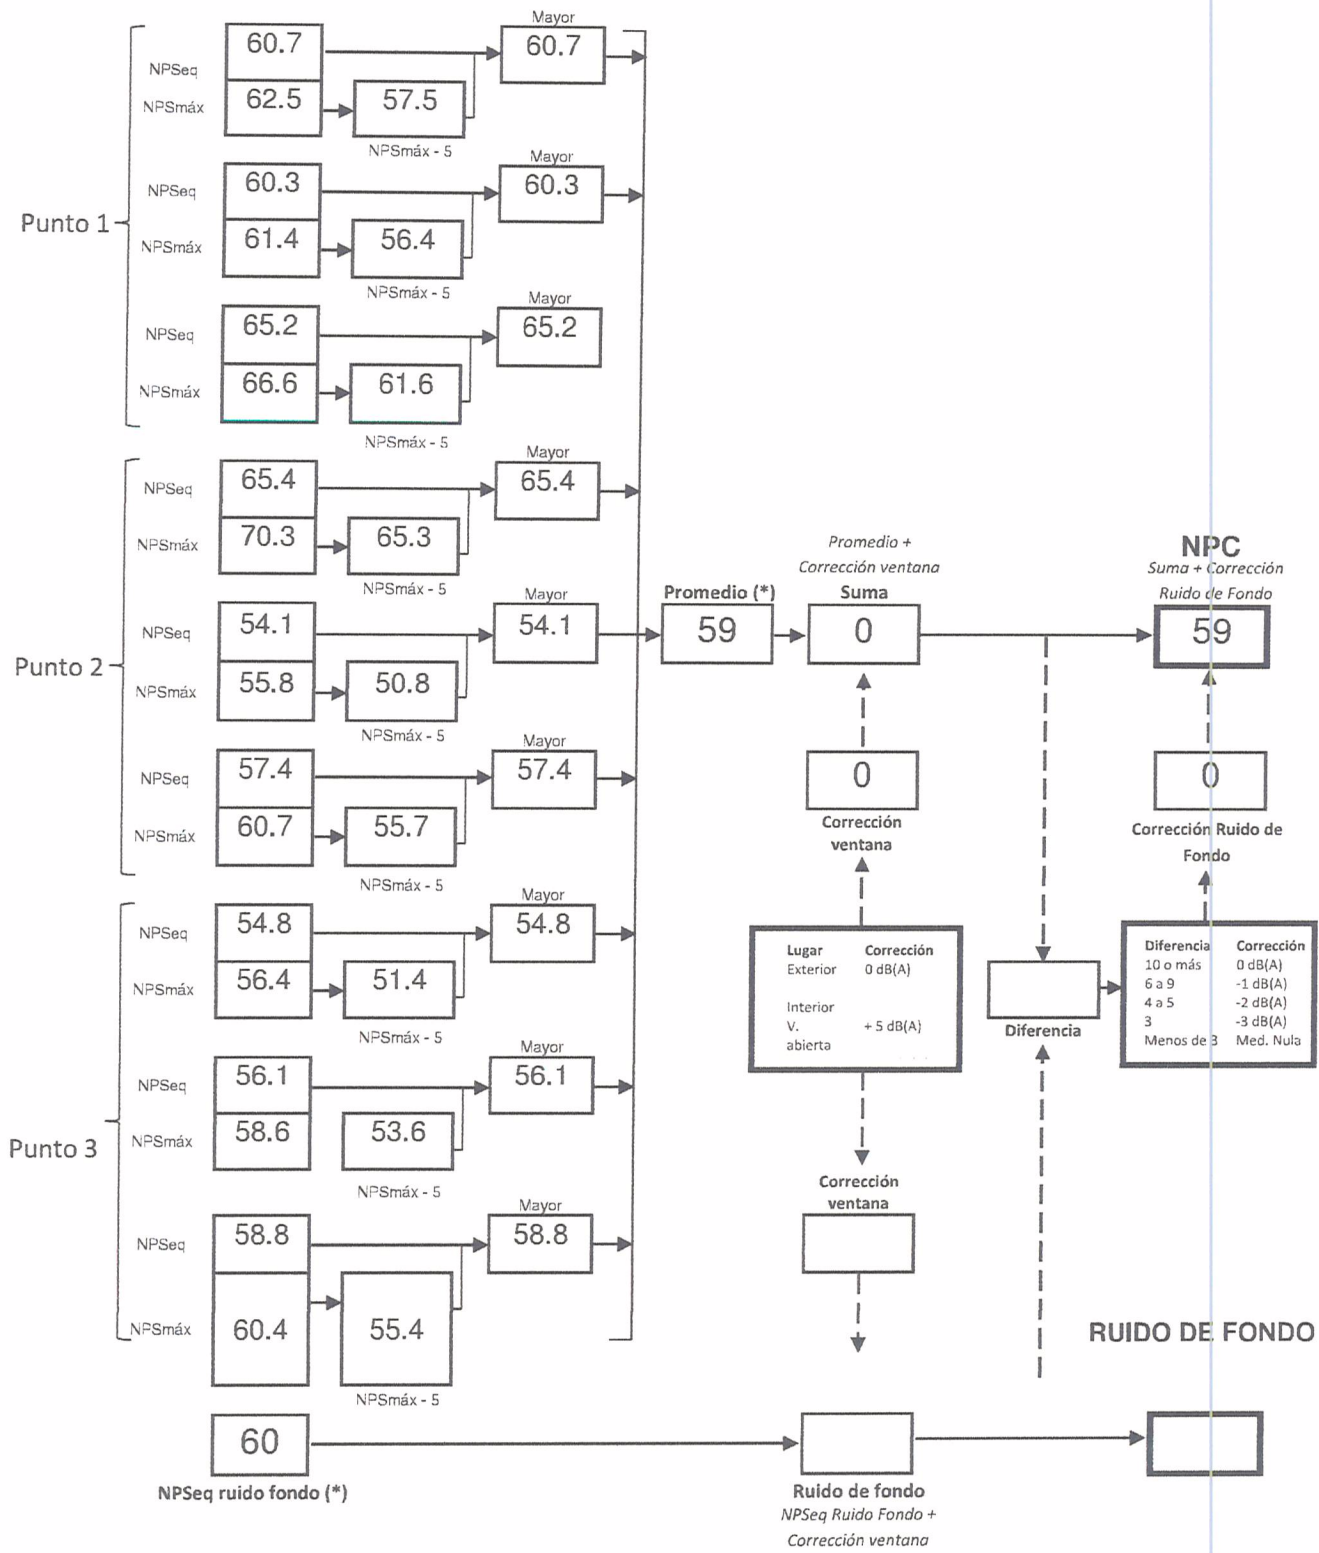 Mayor
60.7
60.7
NPSeq
NPSmáx
62.5
57.5
NPSmáx - 5
Mayor
NPSeq
60.3
60.3
Punto 1
NPSmáx
61.4
56.4
NPSmáx - 5
Mayor
NPSeq
65.2
65.2
NPSmáx
66.6
61.6
NPSmáx - 5
Mayor
NPSeq
65.4
65.4
NPSmáx
70.3
65.3
NPSmáx - 5
Mayor
NPSeq
54.1
54.1
Punto 2
NPSmáx
55.8
50.8
NPSmáx - 5
Mayor
NPSeq
57.4
57.4
NPSmáx
60.7
55.7
NPSmáx - 5
Mayor
NPSeq
54.8
54.8
NPSmáx
56.4
51.4
NPSmáx - 5
Mayor
NPSeq
56.1
56.1
Punto 3
NPSmáx
58.6
53.6
NPSmáx - 5
Mayor
NPSeq
58.8
58.8
NPSmáx
60.4
55.4
NPSmáx - 5
60
NPSeq ruido fondo (*)
Promedio (*)
59
Promedio +
Corrección ventana
Suma
0
0
Corrección
ventana
Lugar Corrección
Exterior 0 dB(A)
Interior
V. + 5 dB(A)
abierta
Corrección
ventana
Ruido de fondo
NPSeq Ruido Fondo +
Corrección ventana
NPC
Suma + Corrección
Ruido de Fondo
59
0
Corrección Ruido de
Fondo
Diferencia
Diferencia Corrección
10 o más 0 dB(A)
6 a 9 -1 dB(A)
4 a 5 -2 dB(A)
3 -3 dB(A)
Menos de 3 Med. Nula
RUIDO DE FONDO